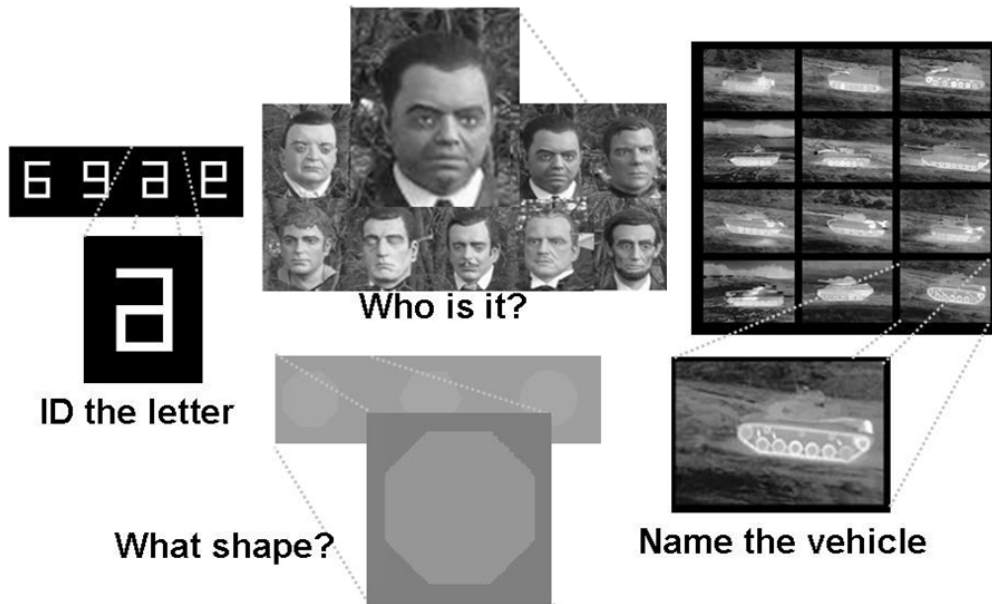 6 9 a e
a
Who is it?
ID the letter
What shape?
Name the vehicle